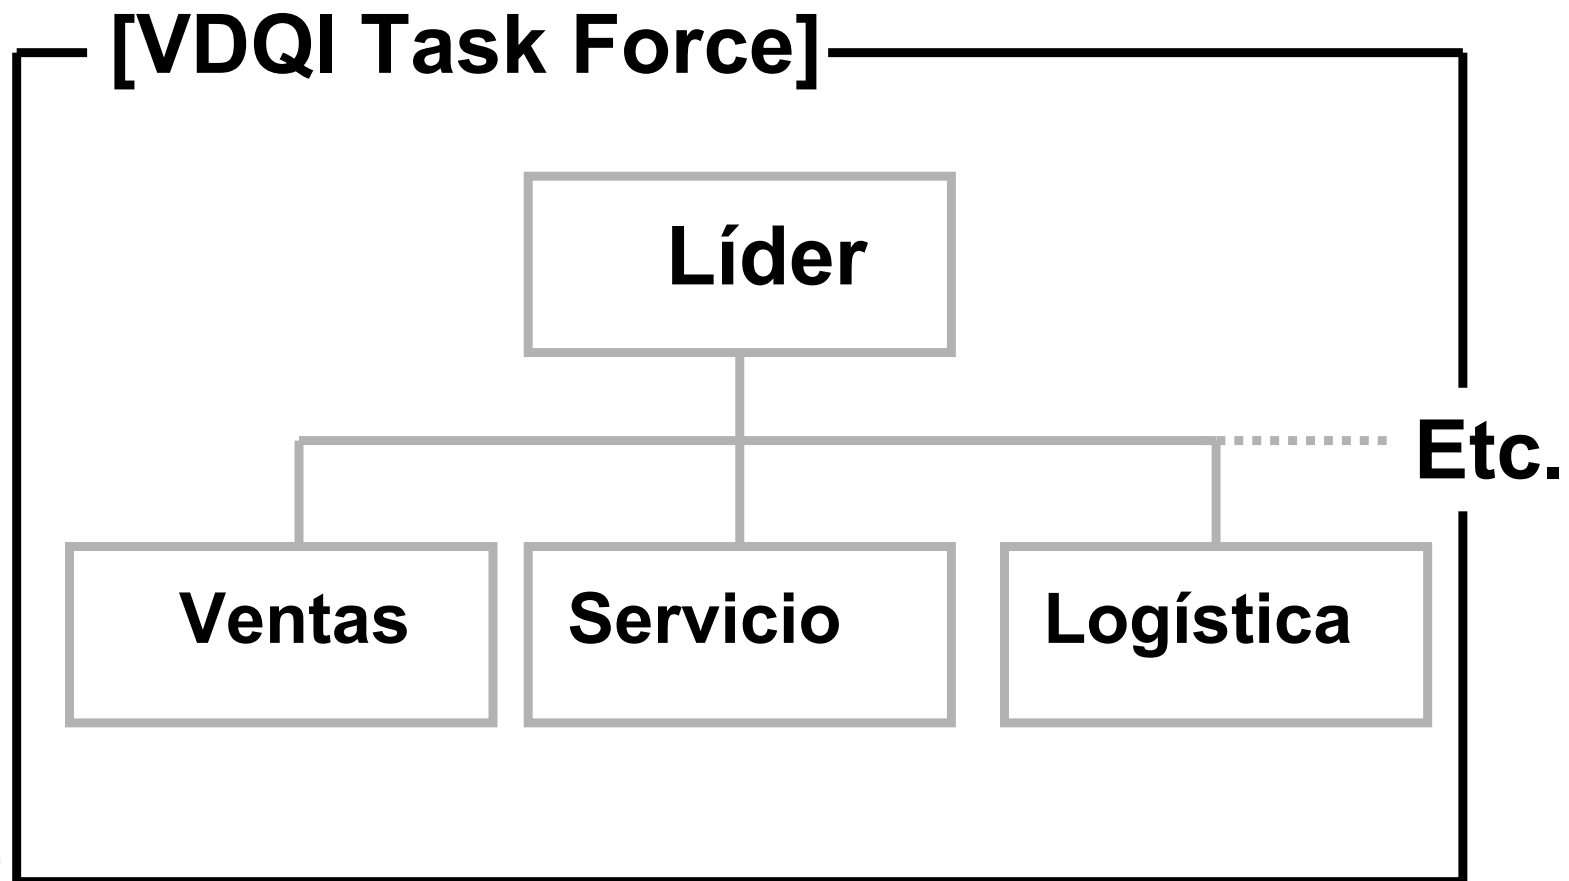 [VDQI Task Force]
Líder
Etc.
Ventas
Servicio
Logística